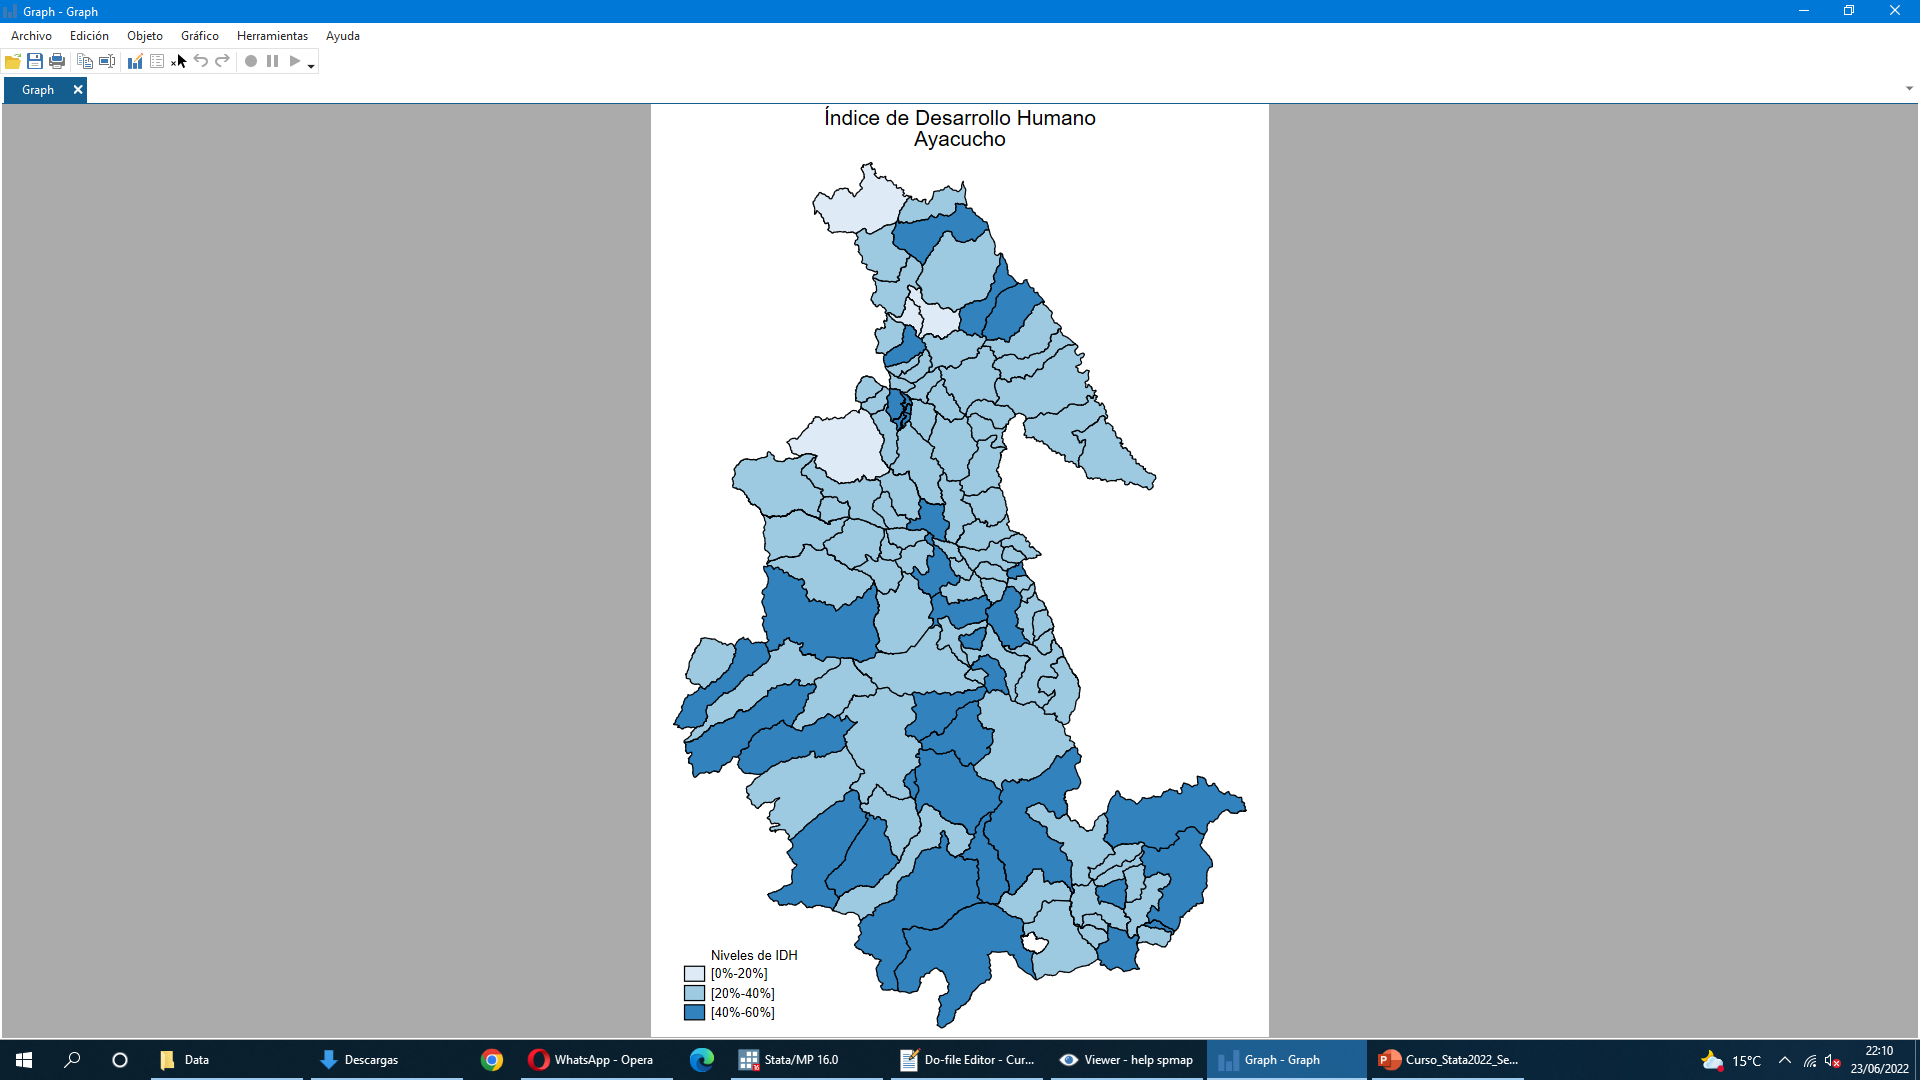 Graph - Graph
Archivo Edición Objeto Gráfico Herramientas Ayuda
Graph
Índice de Desarrollo Humano
Ayacucho
Niveles de IDH
[0%-20%]
[20%-40%]
[40%-60%]
Data
Descargas
WhatsApp - Opera
Stata/MP 16.0
Do-file Editor - Cur...
Viewer - help spmap
Graph - Graph
Curso_Stata2022_Se...
15°C
22:10
23/06/2022